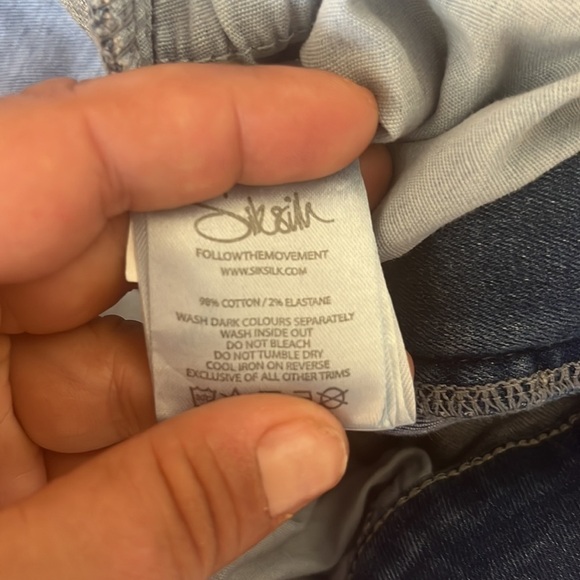 SikSilk
FOLLOWTHEMOVEMENT
WWW.SIKSILK.COM
98% COTTON / 2% ELASTANE
WASH DARK COLOURS SEPARATELY
WASH INSIDE OUT
DO NOT BLEACH
DO NOT TUMBLE DRY
COOL IRON ON REVERSE
EXCLUSIVE OF ALL OTHER TRIMS